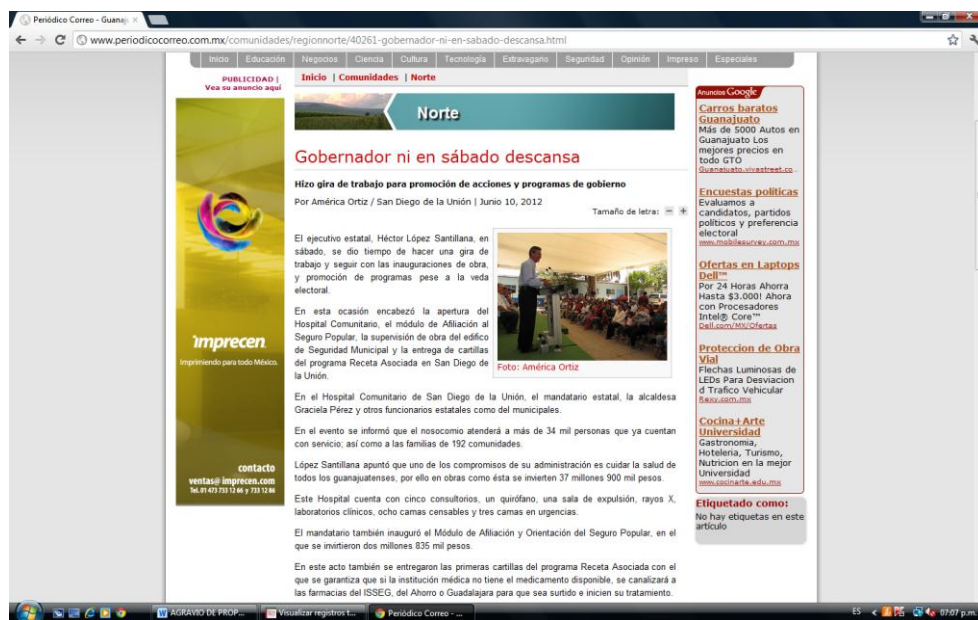 Periódico Correo - Guanaj
www.periodicocorreo.com.mx/comunidades/regionnorte/40261-gobernador-ni-en-sabado-descansa.html
Inicio Educación Negocios Ciencia Cultura Tecnología Extravagario Seguridad Opinión Impreso Especiales
PUBLICIDAD |
Vea su anuncio aquí
imprecen
Imprimiendo para todo México.
contacto
ventas@imprecen.com
Tel. 01 473 733 12 66 y 733 12 86
Inicio | Comunidades | Norte
Norte
Gobernador ni en sábado descansa
Hizo gira de trabajo para promoción de acciones y programas de gobierno
Por América Ortiz / San Diego de la Unión | Junio 10, 2012
Tamaño de letra:
El ejecutivo estatal, Héctor López Santillana, en
sábado, se dio tiempo de hacer una gira de
trabajo y seguir con las inauguraciones de obra,
y promoción de programas pese a la veda
electoral.
En esta ocasión encabezó la apertura del
Hospital Comunitario, el módulo de Afiliación al
Seguro Popular, la supervisión de obra del edifico
de Seguridad Municipal y la entrega de cartillas
del programa Receta Asociada en San Diego de
la Unión.
Foto: América Ortiz
En el Hospital Comunitario de San Diego de la Unión, el mandatario estatal, la alcaldesa
Graciela Pérez y otros funcionarios estatales como del municipales.
En el evento se informó que el nosocomio atenderá a más de 34 mil personas que ya cuentan
con servicio; así como a las familias de 192 comunidades.
López Santillana apuntó que uno de los compromisos de su administración es cuidar la salud de
todos los guanajuatenses, por ello en obras como ésta se invierten 37 millones 900 mil pesos.
Este Hospital cuenta con cinco consultorios, un quirófano, una sala de expulsión, rayos X,
laboratorios clínicos, ocho camas censables y tres camas en urgencias.
El mandatario también inauguró el Módulo de Afiliación y Orientación del Seguro Popular, en el
que se invirtieron dos millones 835 mil pesos.
En este acto también se entregaron las primeras cartillas del programa Receta Asociada con el
que se garantiza que si la institución médica no tiene el medicamento disponible, se canalizará a
las farmacias del ISSEG, del Ahorro o Guadalajara para que sea surtido e inicien su tratamiento.
Anuncios Google
Carros baratos
Guanajuato
Más de 5000 Autos en
Guanajuato Los
mejores precios en
todo GTO
Guanajuato.vivastreet.co...
Encuestas políticas
Evaluamos a
candidatos, partidos
políticos y preferencia
electoral
www.mobilesurvey.com.mx
Ofertas en Laptops
Dell™
Por 24 Horas Ahorra
Hasta $3.000! Ahora
con Procesadores
Intel® Core™
Dell.com/MX/Ofertas
Proteccion de Obra
Vial
Flechas Luminosas de
LEDs Para Desviacion
d Trafico Vehicular
Rexy.com.mx
Cocina+Arte
Universidad
Gastronomia,
Hoteleria, Turismo,
Nutricion en la mejor
Universidad
www.cocinarte.edu.mx
Etiquetado como:
No hay etiquetas en este
artículo
AGRAVIO DE PROP... Visualizar registros t... Periódico Correo - ... ES 07:07 p.m.